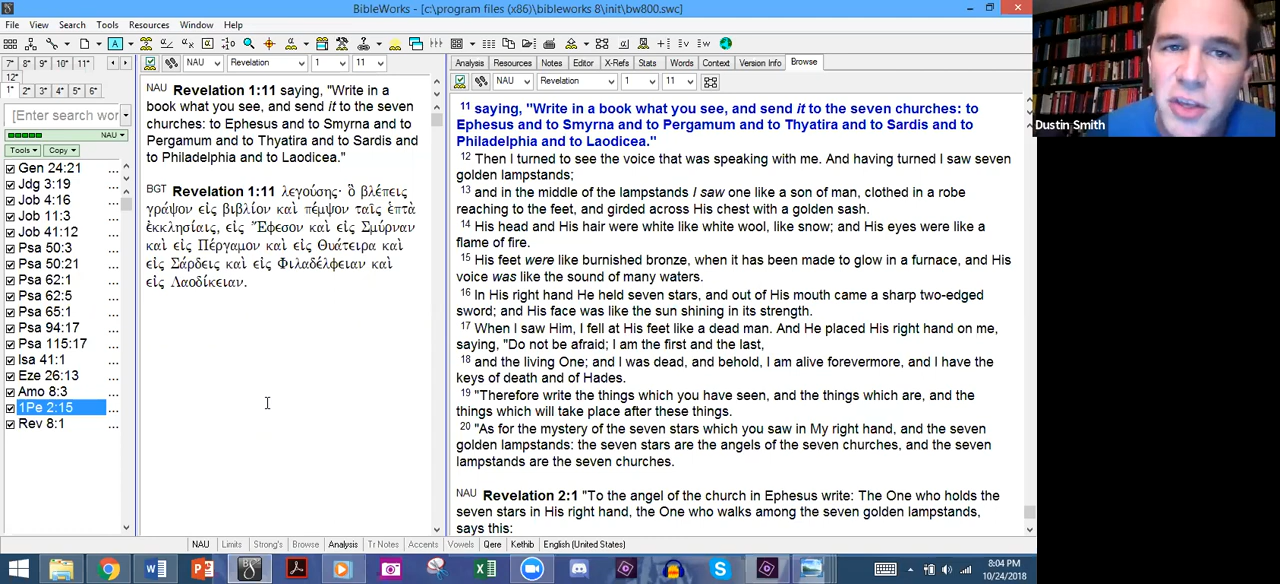 BibleWorks - [c:\program files (x86)\bibleworks 8\init\bw800.swc]
File View Search Tools Resources Window Help
7* 8* 9* 10* 11*
12*
1* 2* 3* 4* 5* 6*
[Enter search wor
NAU
Tools Copy
Gen 24:21 ...
Jdg 3:19 ...
Job 4:16 ...
Job 11:3 ...
Job 41:12 ...
Psa 50:3 ...
Psa 50:21 ...
Psa 62:1 ...
Psa 62:5 ...
Psa 65:1 ...
Psa 94:17 ...
Psa 115:17 ...
Isa 41:1 ...
Eze 26:13 ...
Amo 8:3 ...
1Pe 2:15 ...
Rev 8:1 ...
NAU Revelation 1 11
NAU Revelation 1:11 saying, "Write in a
book what you see, and send it to the seven
churches: to Ephesus and to Smyrna and to
Pergamum and to Thyatira and to Sardis and
to Philadelphia and to Laodicea."
BGT Revelation 1:11 λεγούσης· ὃ βλέπεις
γράψον εἰς βιβλίον καὶ πέμψον ταῖς ἑπτὰ
ἐκκλησίαις, εἰς Ἔφεσον καὶ εἰς Σμύρναν
καὶ εἰς Πέργαμον καὶ εἰς Θυάτειρα καὶ
εἰς Σάρδεις καὶ εἰς Φιλαδέλφειαν καὶ
εἰς Λαοδίκειαν.
Analysis Resources Notes Editor X-Refs Stats Words Context Version Info Browse
NAU Revelation 1 11
11 saying, "Write in a book what you see, and send it to the seven churches: to
Ephesus and to Smyrna and to Pergamum and to Thyatira and to Sardis and to
Philadelphia and to Laodicea."
12 Then I turned to see the voice that was speaking with me. And having turned I saw seven
golden lampstands;
13 and in the middle of the lampstands I saw one like a son of man, clothed in a robe
reaching to the feet, and girded across His chest with a golden sash.
14 His head and His hair were white like white wool, like snow; and His eyes were like a
flame of fire.
15 His feet were like burnished bronze, when it has been made to glow in a furnace, and His
voice was like the sound of many waters.
16 In His right hand He held seven stars, and out of His mouth came a sharp two-edged
sword; and His face was like the sun shining in its strength.
17 When I saw Him, I fell at His feet like a dead man. And He placed His right hand on me,
saying, "Do not be afraid; I am the first and the last,
18 and the living One; and I was dead, and behold, I am alive forevermore, and I have the
keys of death and of Hades.
19 "Therefore write the things which you have seen, and the things which are, and the
things which will take place after these things.
20 "As for the mystery of the seven stars which you saw in My right hand, and the seven
golden lampstands: the seven stars are the angels of the seven churches, and the seven
lampstands are the seven churches.
NAU Revelation 2:1 "To the angel of the church in Ephesus write: The One who holds the
seven stars in His right hand, the One who walks among the seven golden lampstands,
says this:
Dustin Smith
NAU Limits Strong's Browse Analysis Tr Notes Accents Vowels Qere Kethib English (United States)
8:04 PM
10/24/2018